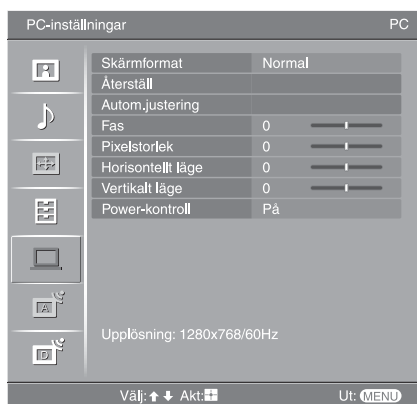 PC-inställningar PC
Skärmformat Normal
Återställ
Autom.justering
Fas 0
Pixelstorlek 0
Horisontellt läge 0
Vertikalt läge 0
Power-kontroll På
A
D
Upplösning: 1280x768/60Hz
Välj: Akt: Ut: MENU